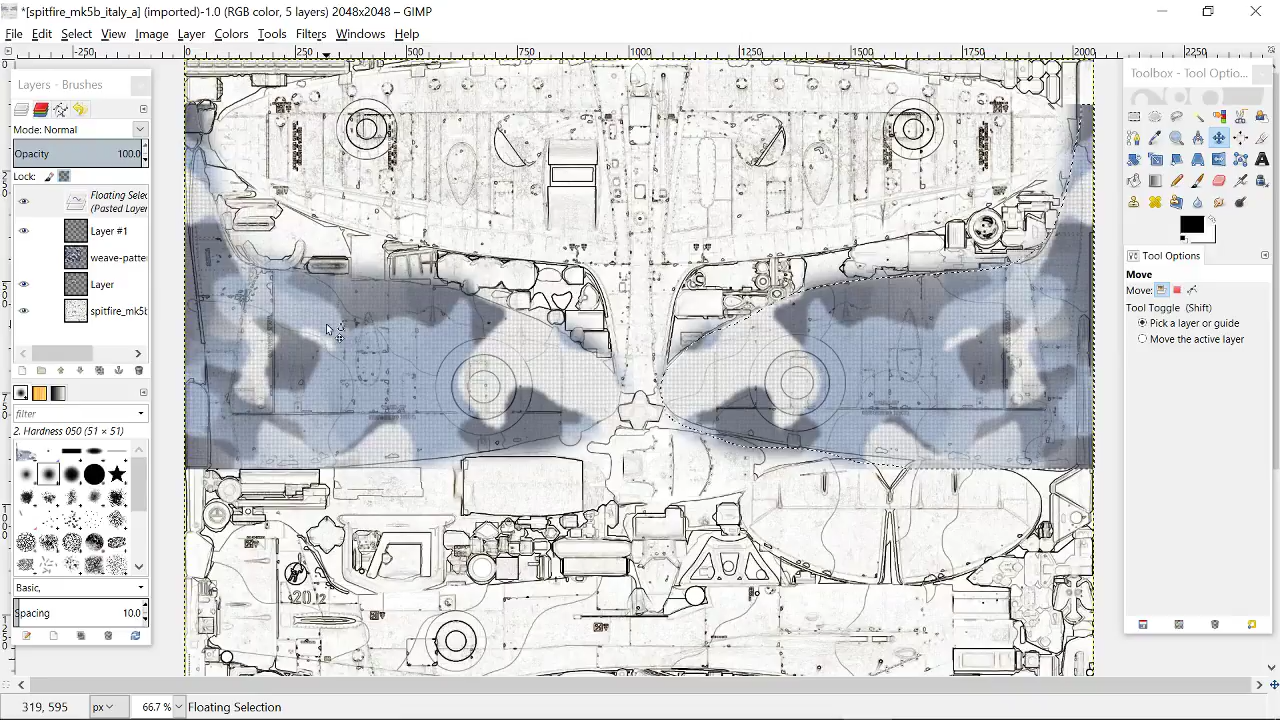 *[spitfire_mk5b_italy_a] (imported)-1.0 (RGB color, 5 layers) 2048x2048 – GIMP
File Edit Select View Image Layer Colors Tools Filters Windows Help
-250 0 250 500 750 1000 1250 1500 1750 2000 2250
Layers - Brushes
Mode: Normal
Opacity 100.0
Lock:
Floating Selec
(Pasted Layer
Layer #1
weave-patte
Layer
spitfire_mk5b
filter
2. Hardness 050 (51 × 51)
Basic,
Spacing 10.0
Toolbox - Tool Optio...
Tool Options
Move
Move:
Tool Toggle (Shift)
Pick a layer or guide
Move the active layer
319, 595 px 66.7 % Floating Selection